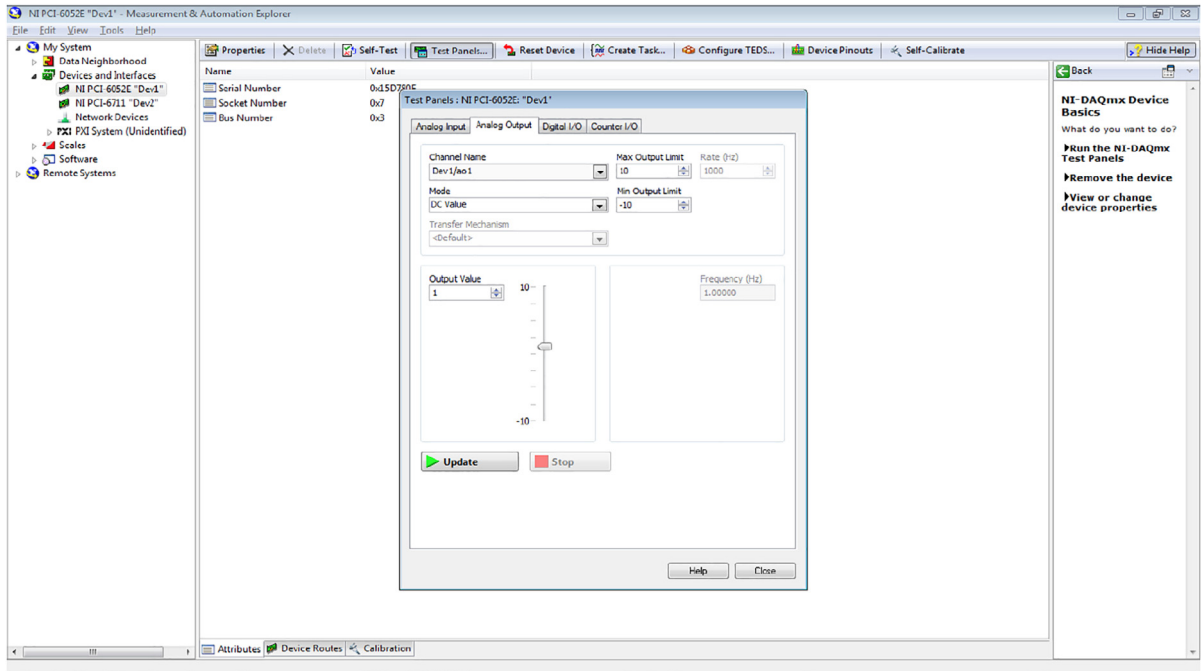 NI PCI-6052E "Dev1" - Measurement & Automation Explorer
File Edit View Tools Help
My System
Data Neighborhood
Devices and Interfaces
NI PCI-6052E "Dev1"
NI PCI-6711 "Dev2"
Network Devices
PXI PXI System (Unidentified)
Scales
Software
Remote Systems
Properties Delete Self-Test Test Panels... Reset Device Create Task... Configure TEDS... Device Pinouts Self-Calibrate Hide Help
Name Value
Serial Number
Socket Number 0x7
Bus Number 0x3
Test Panels : NI PCI-6052E: "Dev1"
Analog Input Analog Output Digital I/O Counter I/O
Channel Name Max Output Limit Rate (Hz)
Dev1/ao1 10 1000
Mode Min Output Limit
DC Value -10
Transfer Mechanism
<Default>
Output Value Frequency (Hz)
1 1.00000
10
-10
Update Stop
Help Close
Attributes Device Routes Calibration
Back
NI-DAQmx Device
Basics
What do you want to do?
Run the NI-DAQmx
Test Panels
Remove the device
View or change
device properties